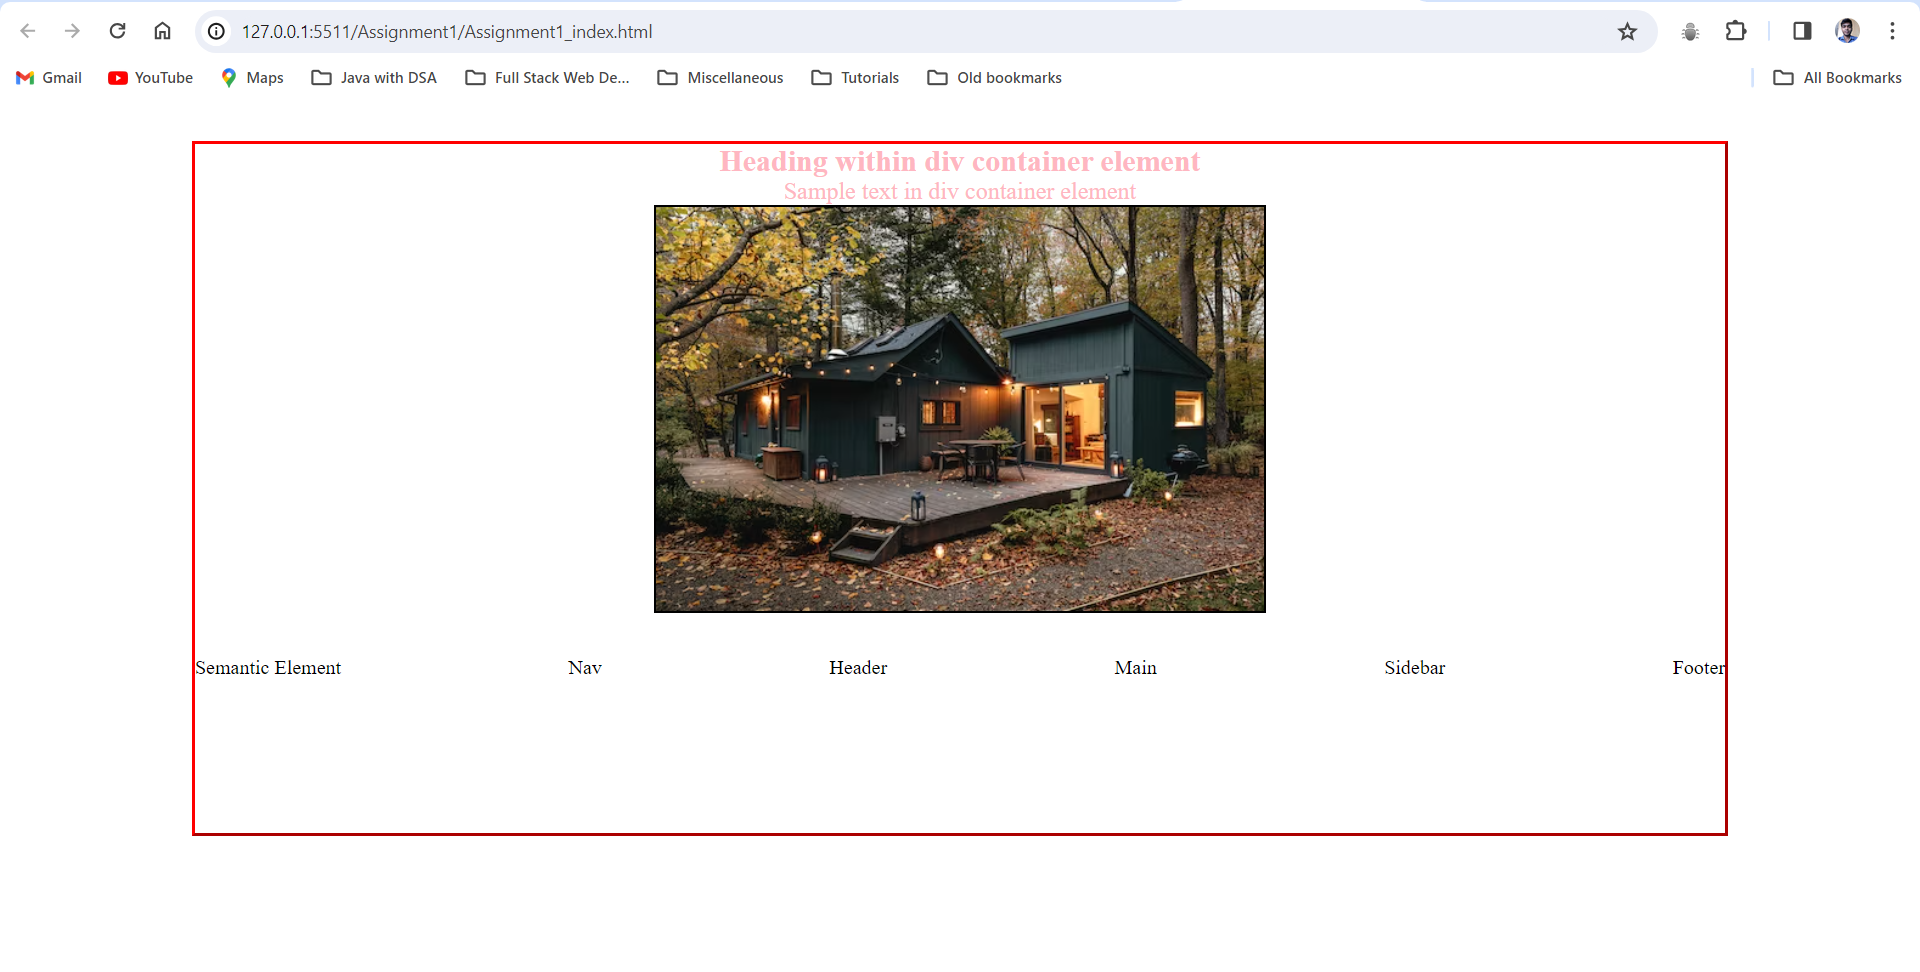 127.0.0.1:5511/Assignment1/Assignment1_index.html
Gmail YouTube Maps Java with DSA Full Stack Web De... Miscellaneous Tutorials Old bookmarks All Bookmarks
Heading within div container element
Sample text in div container element
Semantic Element Nav Header Main Sidebar Footer